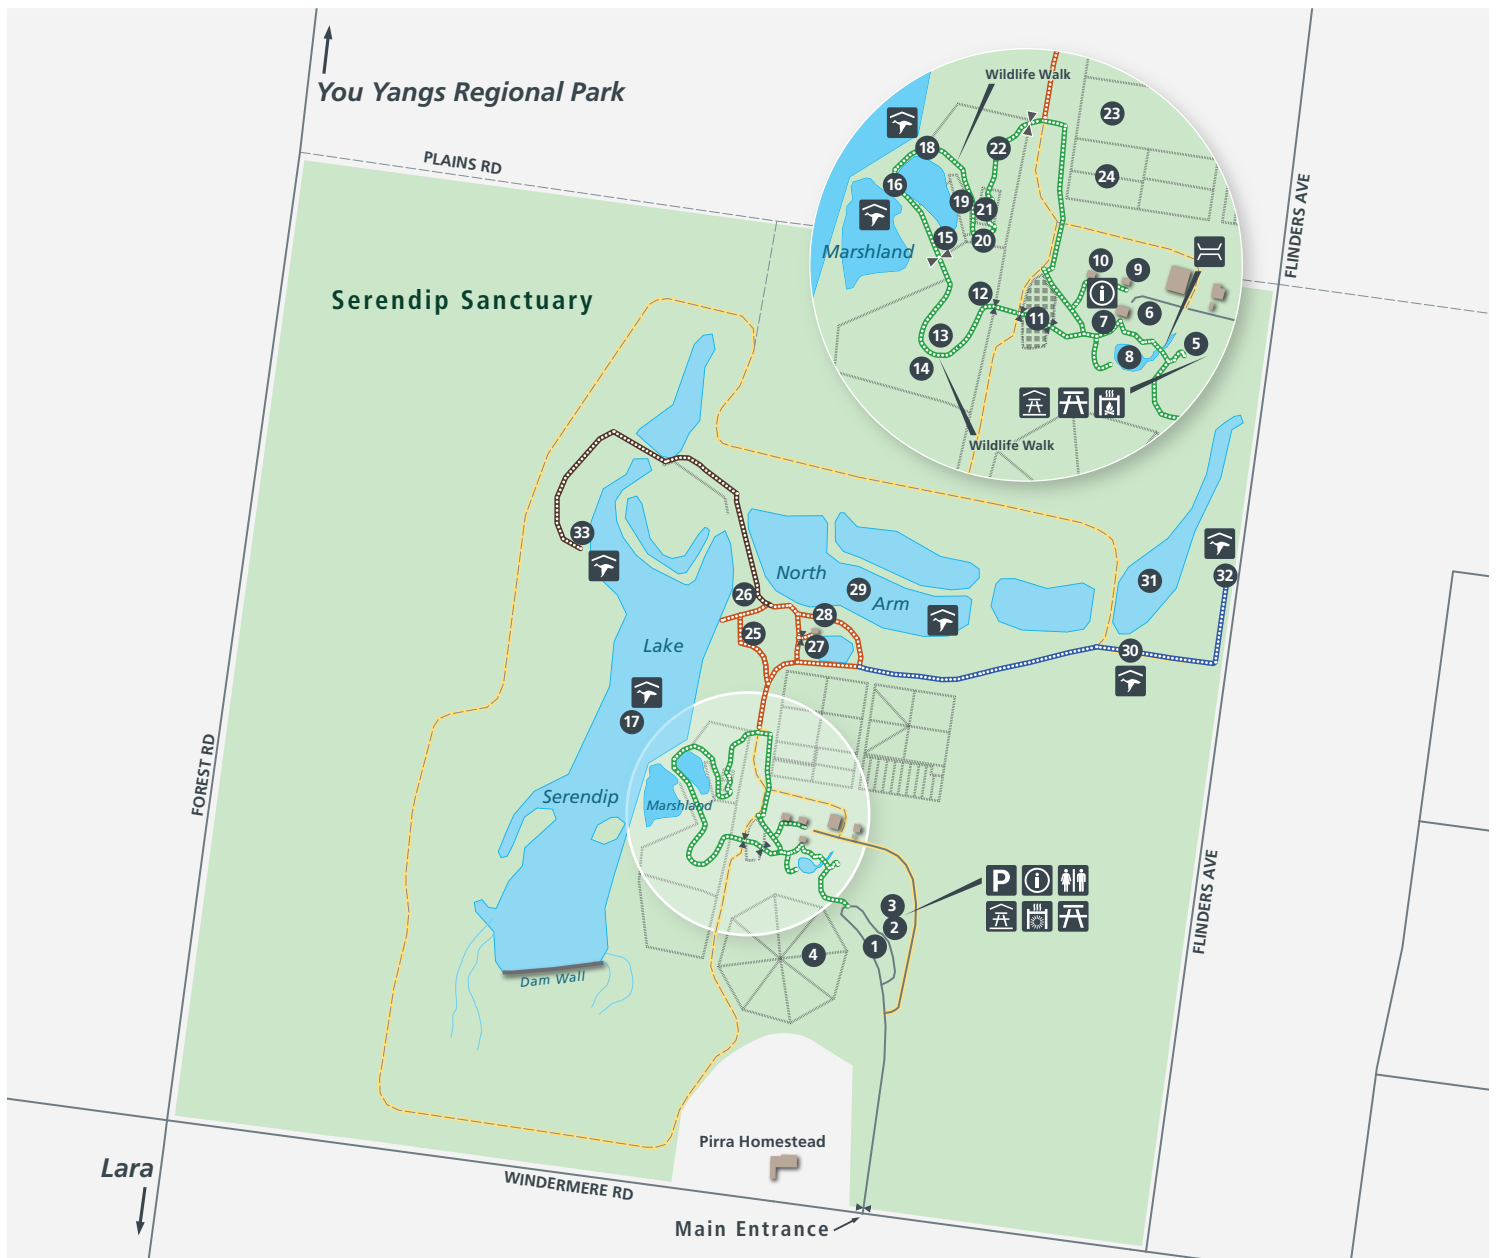 You Yangs Regional Park
PLAINS RD
Wildlife Walk
23
18
22
24
16
19
21
FLINDERS AVE
15
20
Marshland
10
9
Serendip Sanctuary
12
i
6
11
7
13
5
8
14
Wildlife Walk
33
32
North
31
29
26
Arm
28
25
27
Lake
30
17
FOREST RD
Serendip
Marshland
P
i
3
2
FLINDERS AVE
1
4
Dam Wall
Pirra Homestead
Lara
WINDERMERE RD
Main Entrance